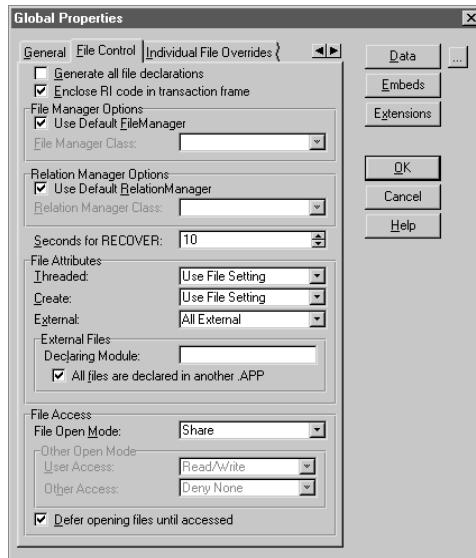 Global Properties
General File Control Individual File Overrides
Generate all file declarations
Enclose RI code in transaction frame
File Manager Options
Use Default FileManager
File Manager Class:
Relation Manager Options
Use Default RelationManager
Relation Manager Class:
Seconds for RECOVER: 10
File Attributes
Threaded: Use File Setting
Create: Use File Setting
External: All External
External Files
Declaring Module:
All files are declared in another .APP
File Access
File Open Mode: Share
Other Open Mode
User Access: Read/Write
Other Access: Deny None
Defer opening files until accessed
Data ...
Embeds
Extensions
OK
Cancel
Help